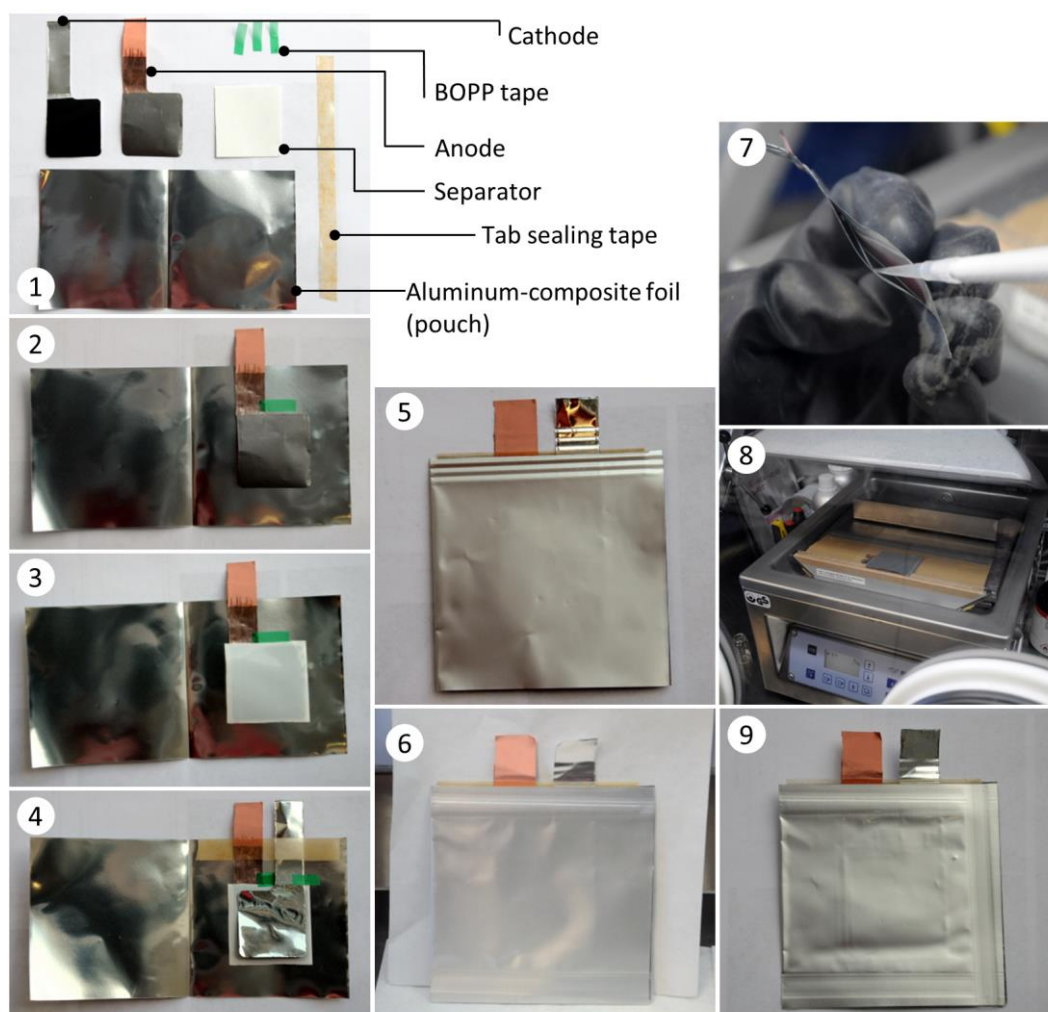 Cathode
BOPP tape
Anode
Separator
Tab sealing tape
Aluminum-composite foil
(pouch)
1
2
3
4
5
6
7
8
9